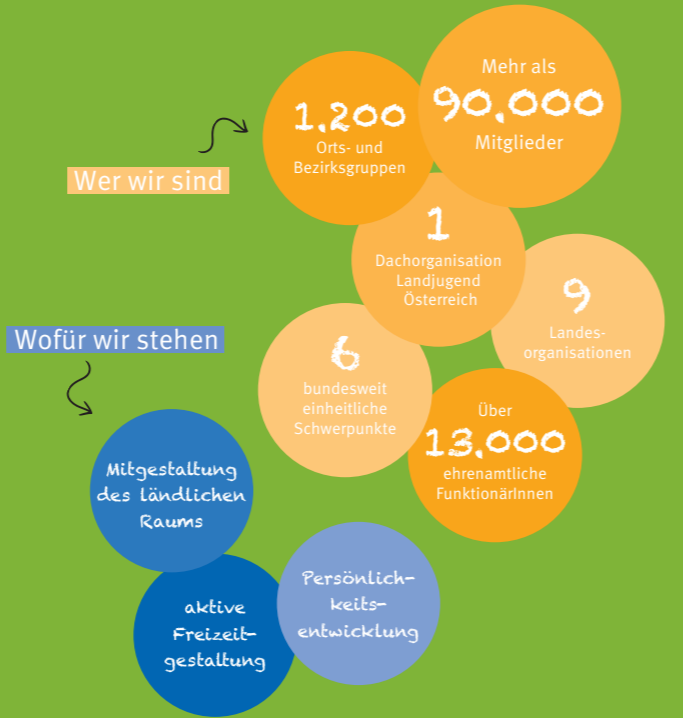 Wer wir sind
1.200
Orts- und
Bezirksgruppen
Mehr als
90.000
Mitglieder
1
Dachorganisation
Landjugend
Österreich
9
Landes-
organisationen
6
bundesweit
einheitliche
Schwerpunkte
Über
13.000
ehrenamtliche
FunktionärInnen
Wofür wir stehen
Mitgestaltung
des ländlichen
Raums
aktive
Freizeit-
gestaltung
Persönlich-
keits-
entwicklung